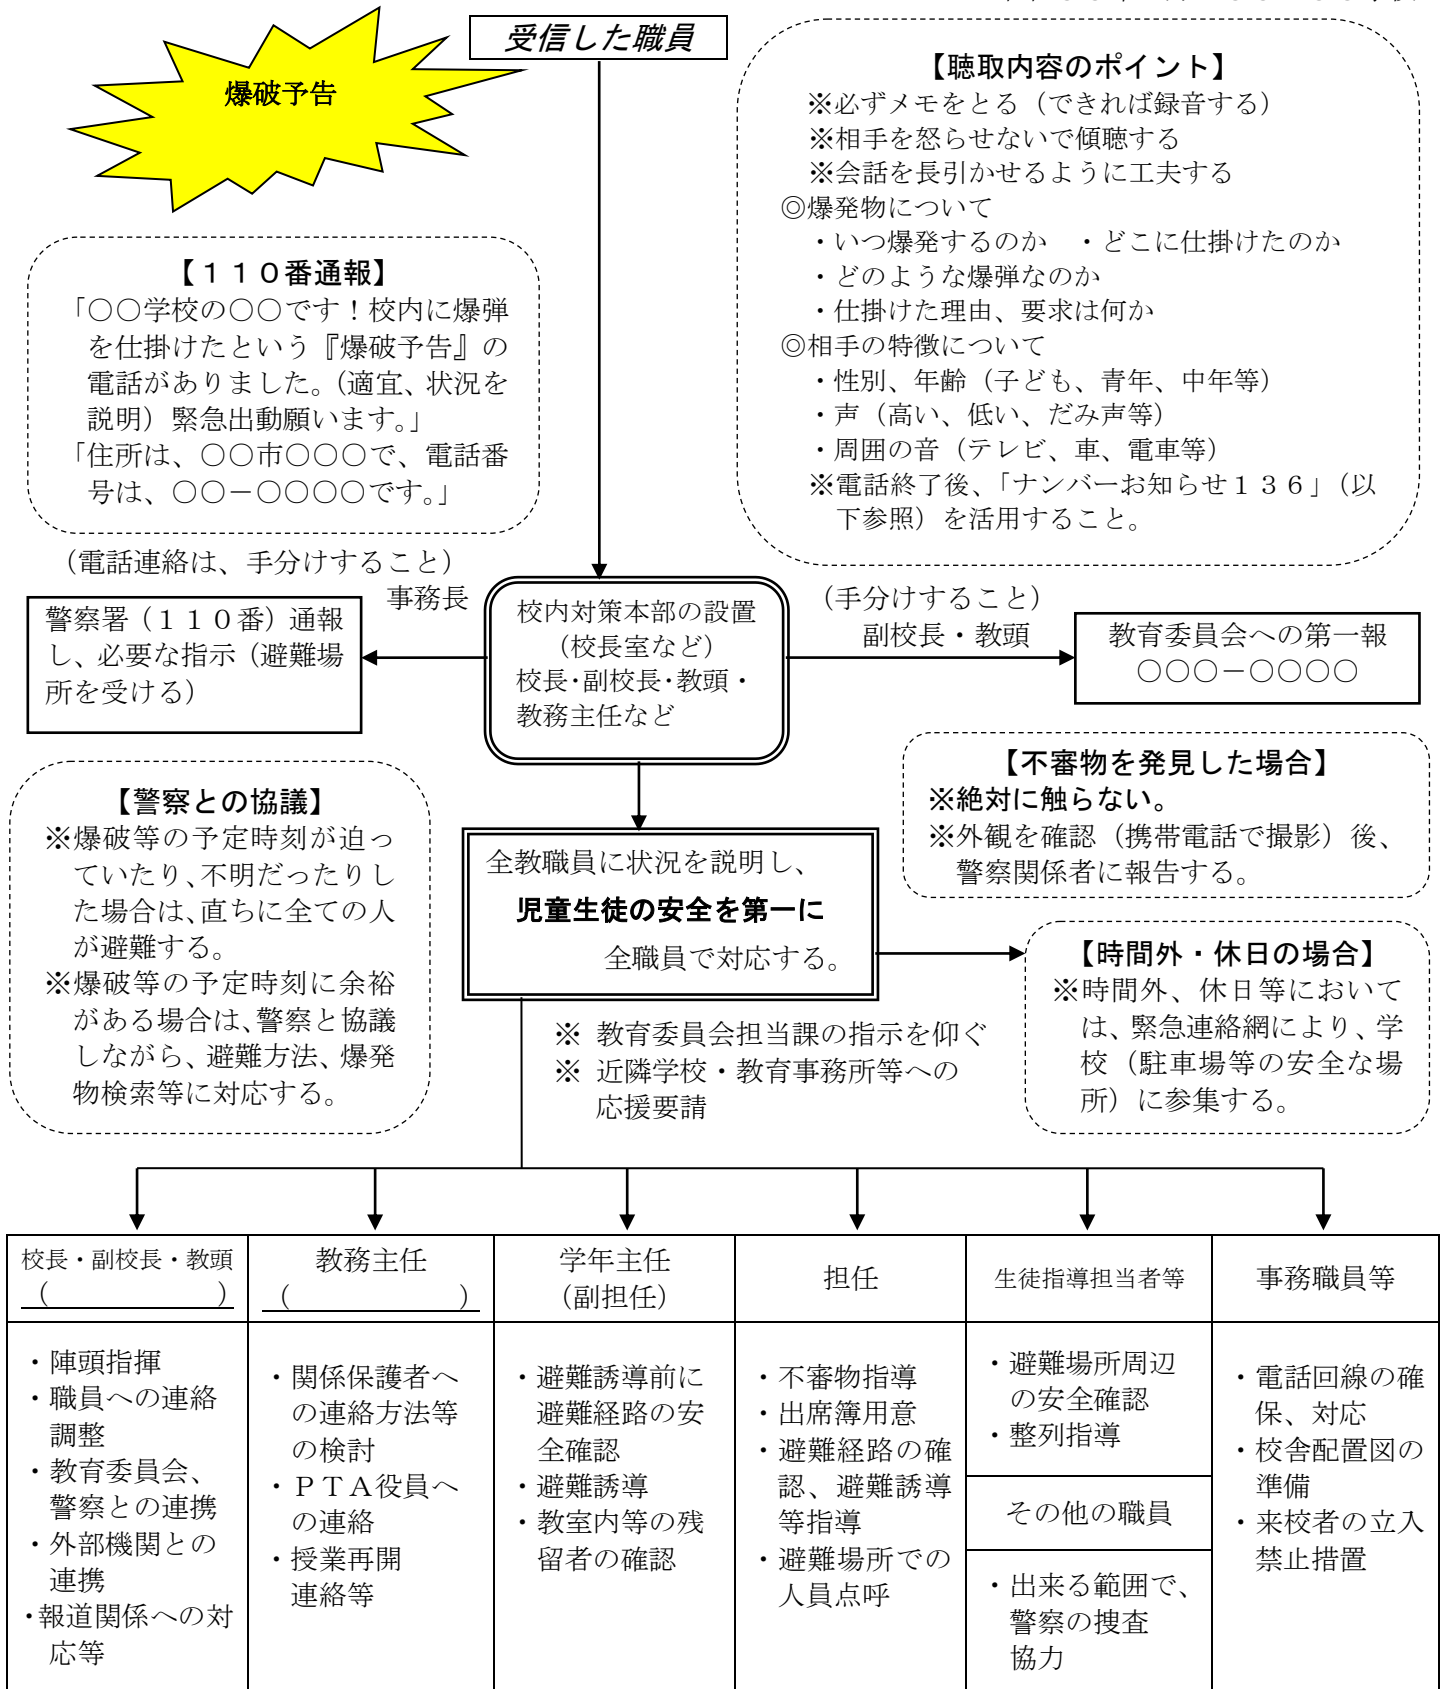 受信した職員
爆破予告
【聴取内容のポイント】
※必ずメモをとる（できれば録音する）
※相手を怒らせないで傾聴する
※会話を長引かせるように工夫する
◎爆発物について
・いつ爆発するのか　・どこに仕掛けたのか
・どのような爆弾なのか
・仕掛けた理由、要求は何か
◎相手の特徴について
・性別、年齢（子ども、青年、中年等）
・声（高い、低い、だみ声等）
・周囲の音（テレビ、車、電車等）
※電話終了後、「ナンバーお知らせ１３６」（以
下参照）を活用すること。
【１１０番通報】
「〇〇学校の〇〇です！校内に爆弾
を仕掛けたという『爆破予告』の
電話がありました。（適宜、状況を
説明）緊急出動願います。」
「住所は、〇〇市〇〇〇で、電話番
号は、〇〇－〇〇〇〇です。」
（電話連絡は、手分けすること）
事務長
警察署（１１０番）通報
し、必要な指示（避難場
所を受ける）
校内対策本部の設置
（校長室など）
校長・副校長・教頭・
教務主任など
（手分けすること）
副校長・教頭
教育委員会への第一報
〇〇〇－〇〇〇〇
【警察との協議】
※爆破等の予定時刻が迫っ
ていたり、不明だったりし
た場合は、直ちに全ての人
が避難する。
※爆破等の予定時刻に余裕
がある場合は、警察と協議
しながら、避難方法、爆発
物検索等に対応する。
全教職員に状況を説明し、
児童生徒の安全を第一に
全職員で対応する。
【不審物を発見した場合】
※絶対に触らない。
※外観を確認（携帯電話で撮影）後、
警察関係者に報告する。
【時間外・休日の場合】
※時間外、休日等において
は、緊急連絡網により、学
校（駐車場等の安全な場
所）に参集する。
※ 教育委員会担当課の指示を仰ぐ
※ 近隣学校・教育事務所等への
応援要請
校長・副校長・教頭
（　　　　　　　）
・陣頭指揮
・職員への連絡
調整
・教育委員会、
警察との連携
・外部機関との
連携
・報道関係への対
応等
教務主任
（　　　　　　　）
・関係保護者へ
の連絡方法等
の検討
・ＰＴＡ役員へ
の連絡
・授業再開
連絡等
学年主任
（副担任）
・避難誘導前に
避難経路の安
全確認
・避難誘導
・教室内等の残
留者の確認
担任
・不審物指導
・出席簿用意
・避難経路の確
認、避難誘導
等指導
・避難場所での
人員点呼
生徒指導担当者等
・避難場所周辺
の安全確認
・整列指導
その他の職員
・出来る範囲で、
警察の捜査
協力
事務職員等
・電話回線の確
保、対応
・校舎配置図の
準備
・来校者の立入
禁止措置